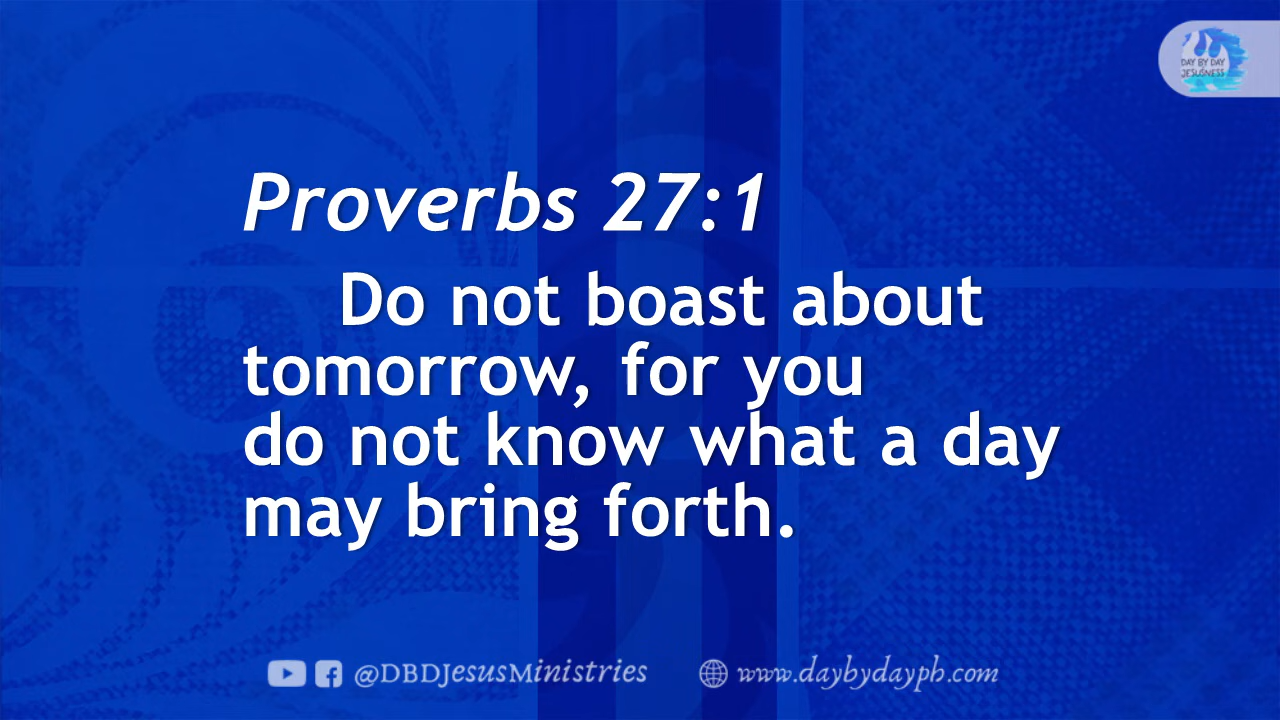 DAY BY DAY
JESUSNESS
Proverbs 27:1
Do not boast about
tomorrow, for you
do not know what a day
may bring forth.
@DBDJesusMinistries www.daybydayph.com